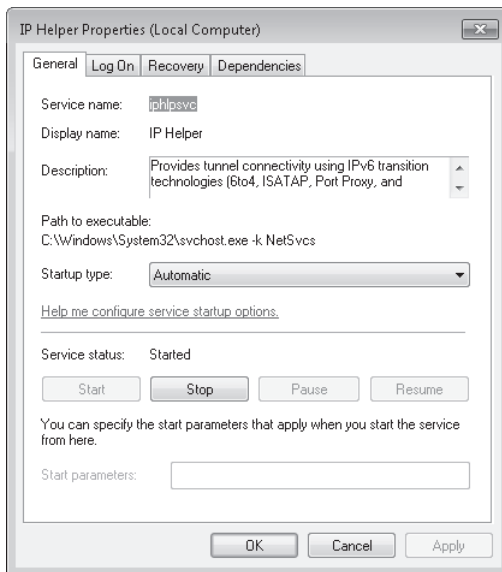 IP Helper Properties (Local Computer)
General Log On Recovery Dependencies
Service name: iphlpsvc
Display name: IP Helper
Description: Provides tunnel connectivity using IPv6 transition
technologies (6to4, ISATAP, Port Proxy, and
Path to executable:
C:\Windows\System32\svchost.exe -k NetSvcs
Startup type: Automatic
Help me configure service startup options.
Service status: Started
Start Stop Pause Resume
You can specify the start parameters that apply when you start the service
from here.
Start parameters:
OK Cancel Apply